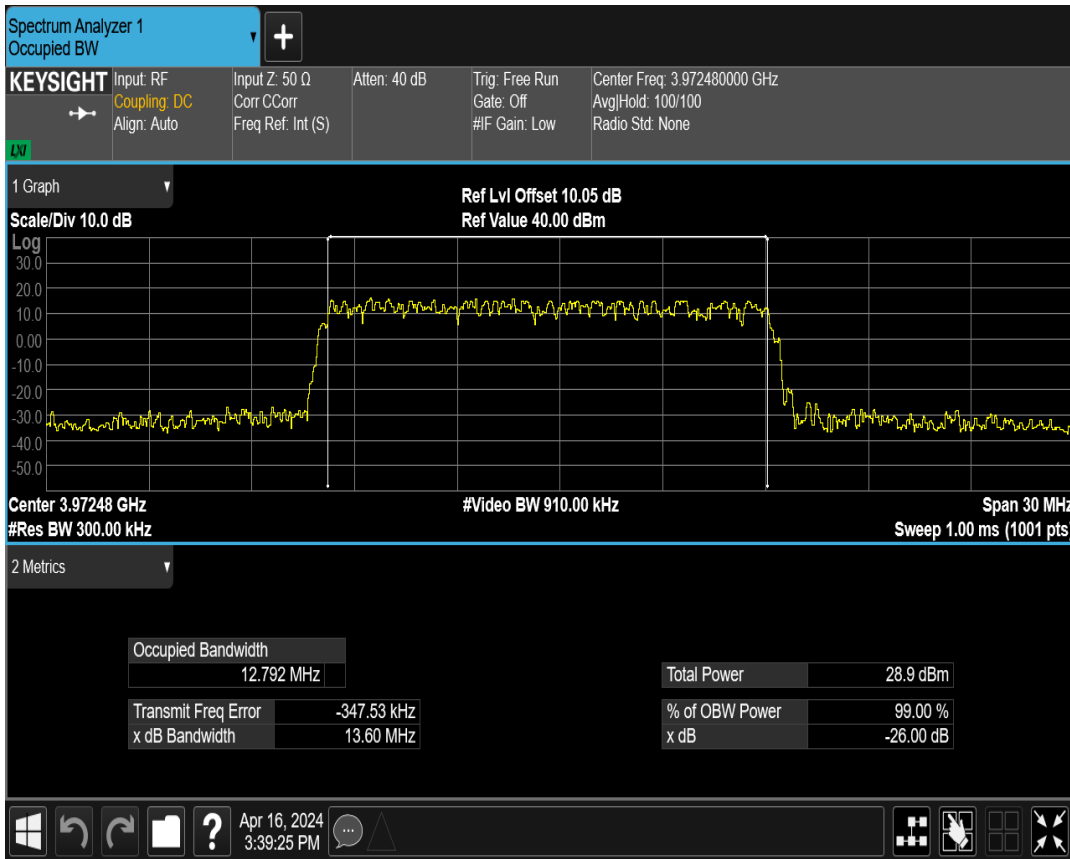 Spectrum Analyzer 1
Occupied BW
+
KEYSIGHT
LXI
Input: RF
Coupling: DC
Align: Auto
Input Z: 50 Ω
Corr CCorr
Freq Ref: Int (S)
Atten: 40 dB
Trig: Free Run
Gate: Off
#IF Gain: Low
Center Freq: 3.972480000 GHz
Avg|Hold: 100/100
Radio Std: None
1 Graph
Scale/Div 10.0 dB
Ref Lvl Offset 10.05 dB
Ref Value 40.00 dBm
Log
30.0
20.0
10.0
0.00
-10.0
-20.0
-30.0
-40.0
-50.0
Center 3.97248 GHz
#Res BW 300.00 kHz
#Video BW 910.00 kHz
Span 30 MHz
Sweep 1.00 ms (1001 pts)
2 Metrics
Occupied Bandwidth
12.792 MHz
Transmit Freq Error -347.53 kHz
x dB Bandwidth 13.60 MHz
Total Power 28.9 dBm
% of OBW Power 99.00 %
x dB -26.00 dB
?
Apr 16, 2024
3:39:25 PM